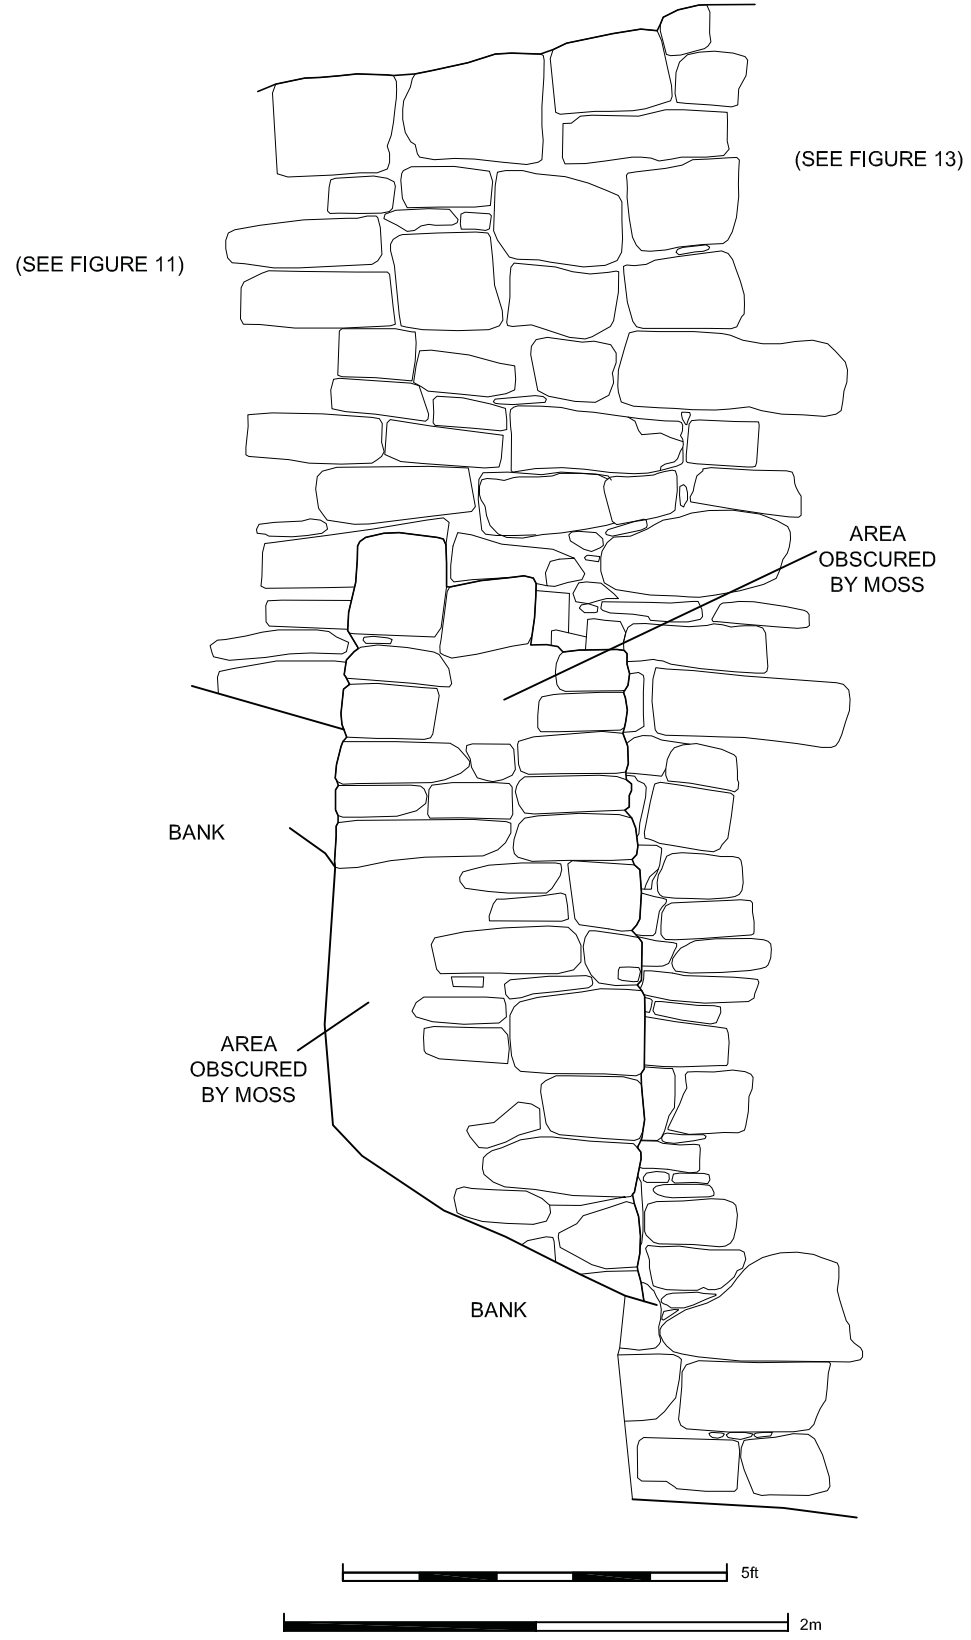 (SEE FIGURE 13)
(SEE FIGURE 11)
AREA
OBSCURED
BY MOSS
BANK
AREA
OBSCURED
BY MOSS
BANK
5ft
2m